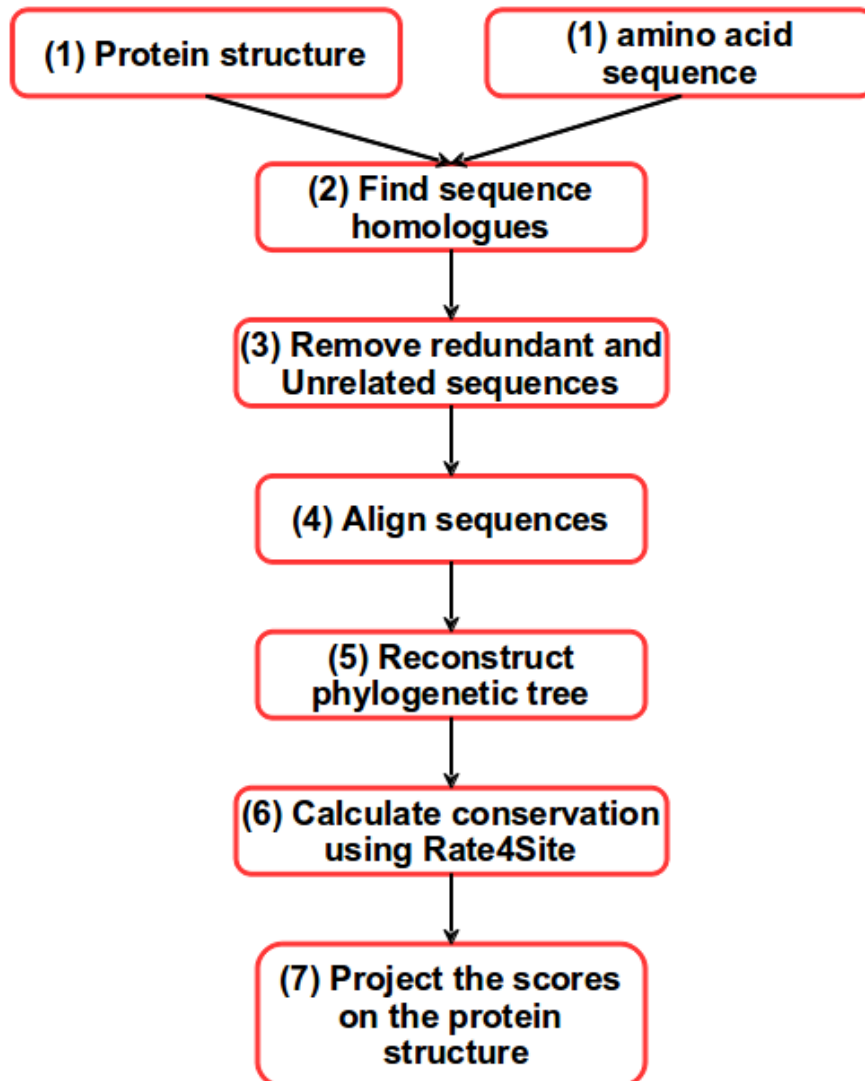 (1) Protein structure
(1) amino acid
sequence
(2) Find sequence
homologues
(3) Remove redundant and
Unrelated sequences
(4) Align sequences
(5) Reconstruct
phylogenetic tree
(6) Calculate conservation
using Rate4Site
(7) Project the scores
on the protein
structure